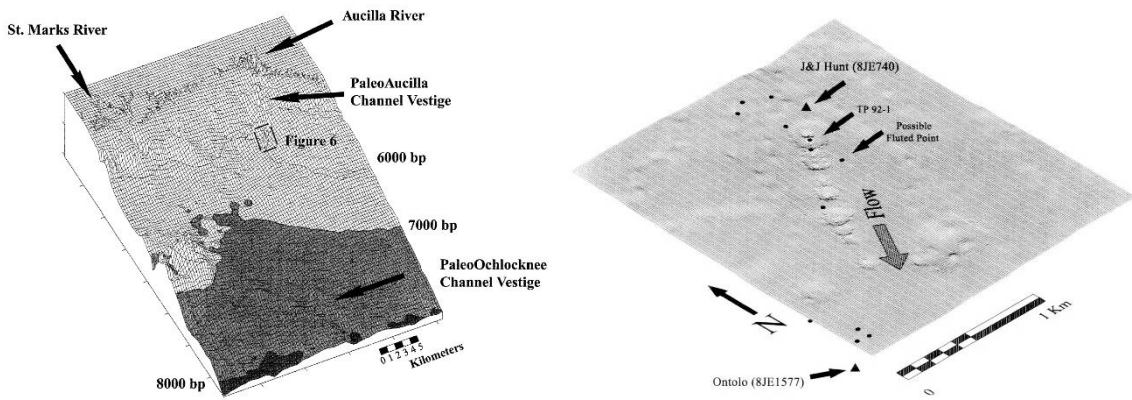 Aucilla River
St. Marks River
PaleoAucilla
Channel Vestige
Figure 6
6000 bp
7000 bp
PaleoOchlocknee
Channel Vestige
0 1 2 3 4 5
Kilometers
8000 bp
J&J Hunt (8JE740)
TP 92-1
Possible
Fluted Point
Flow
N
1 Km
0
Ontolo (8JE1577)